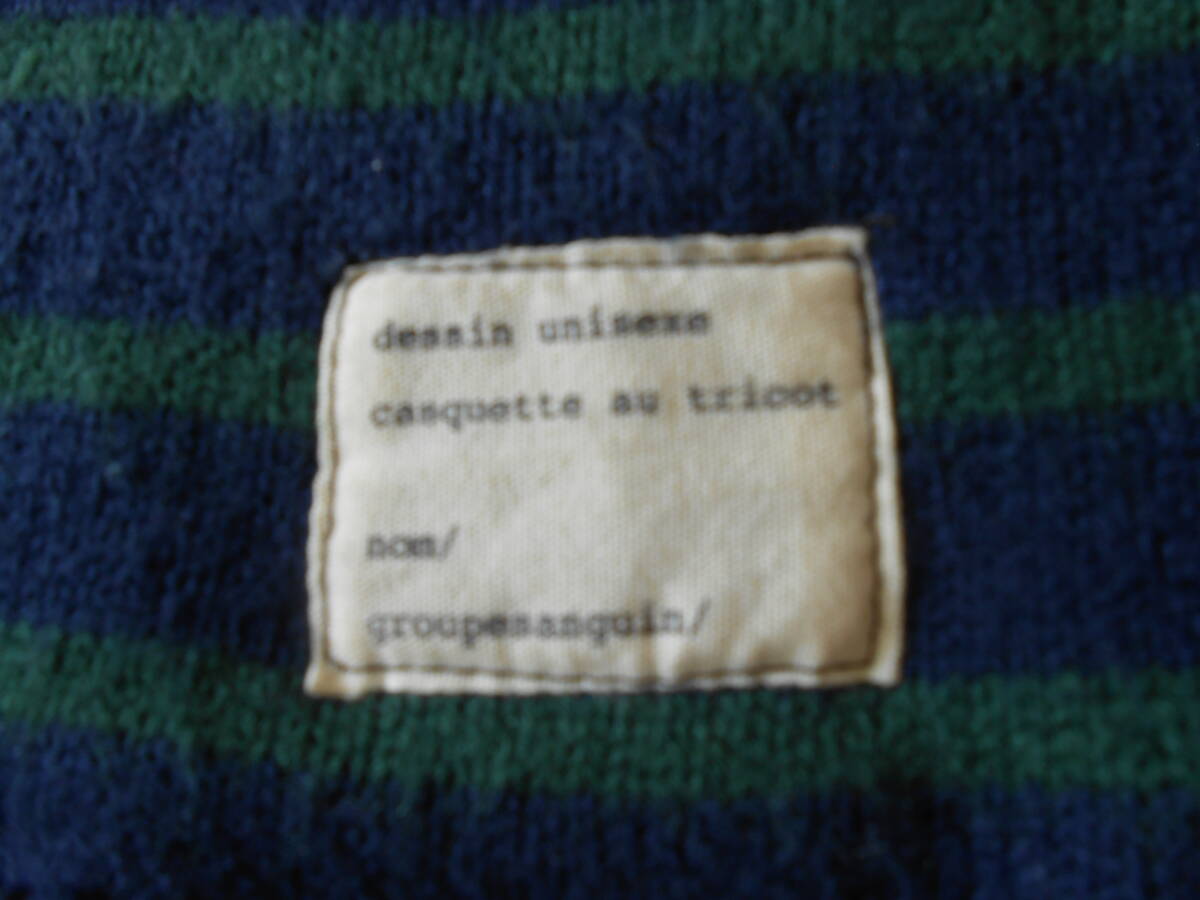 dessin unisexe
casquette au tricot
nom/
groupesanguin/